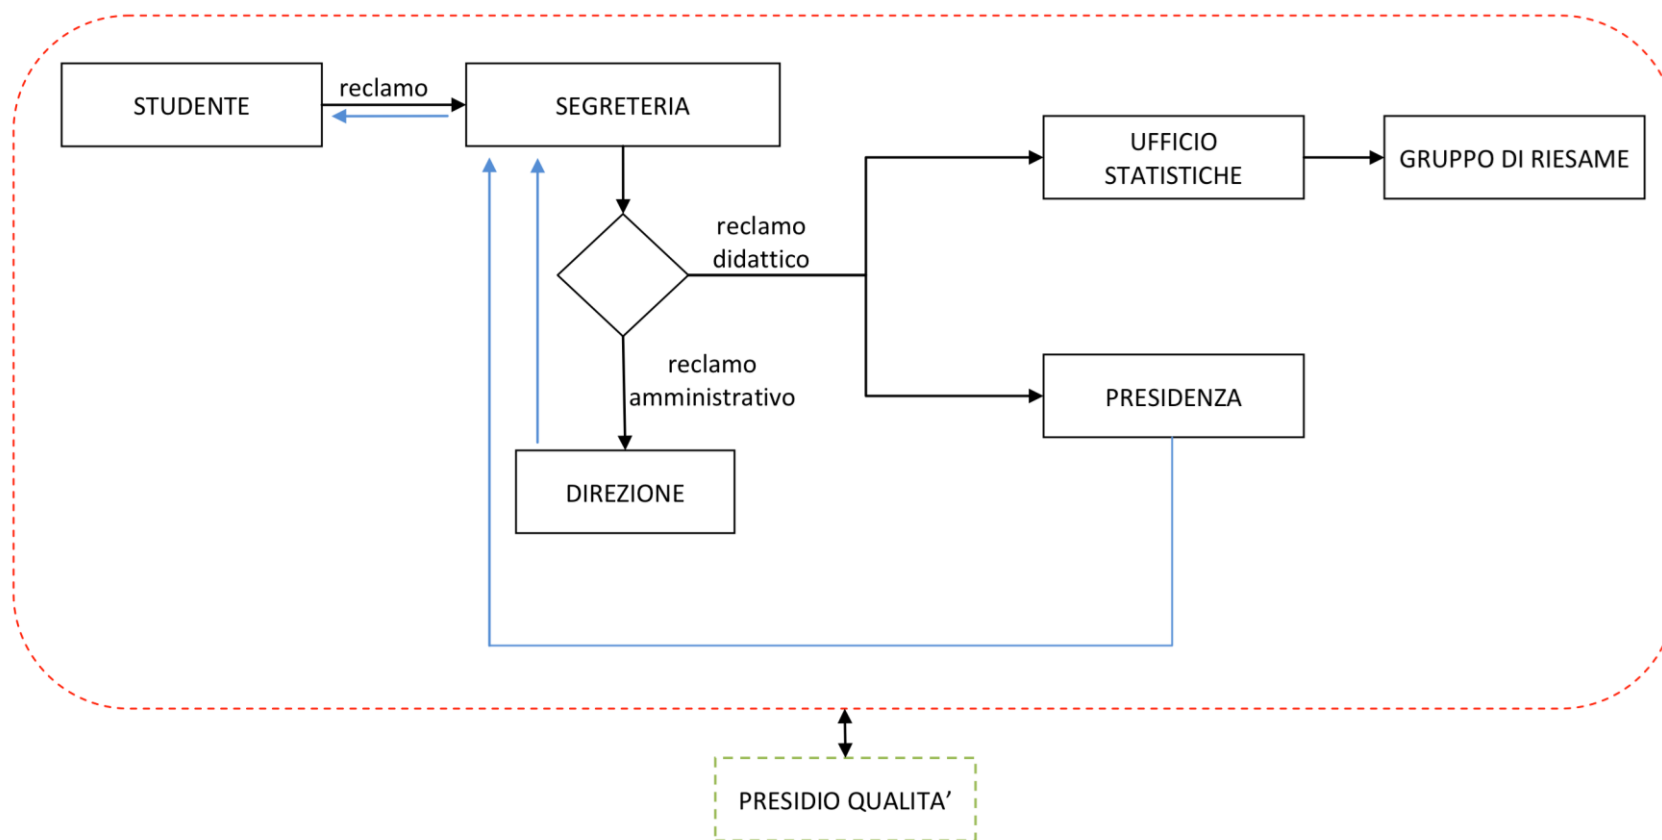 STUDENTE
reclamo
SEGRETERIA
UFFICIO
STATISTICHE
GRUPPO DI RIESAME
reclamo
didattico
reclamo
amministrativo
PRESIDENZA
DIREZIONE
PRESIDIO QUALITA’